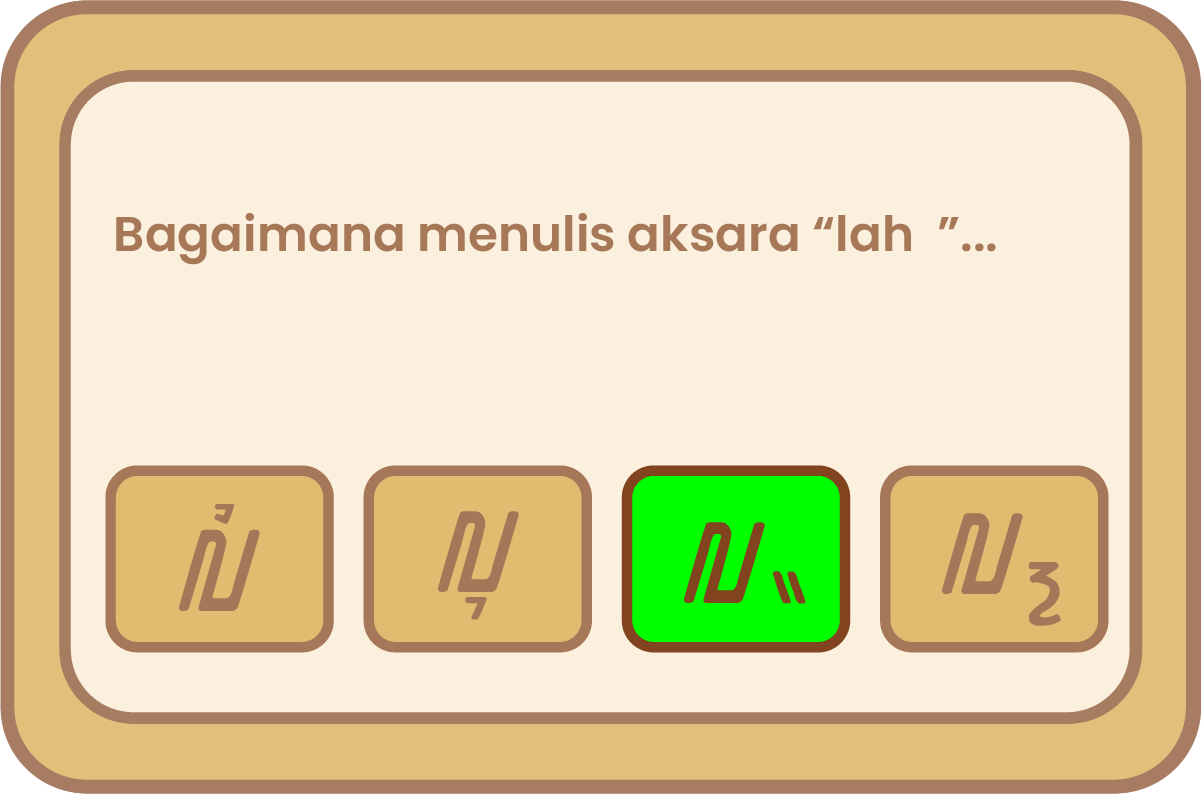 Bagaimana menulis aksara “lah  ”...
ᮜᮁ ᮜᮥ ᮜᮂ ᮜᮧ